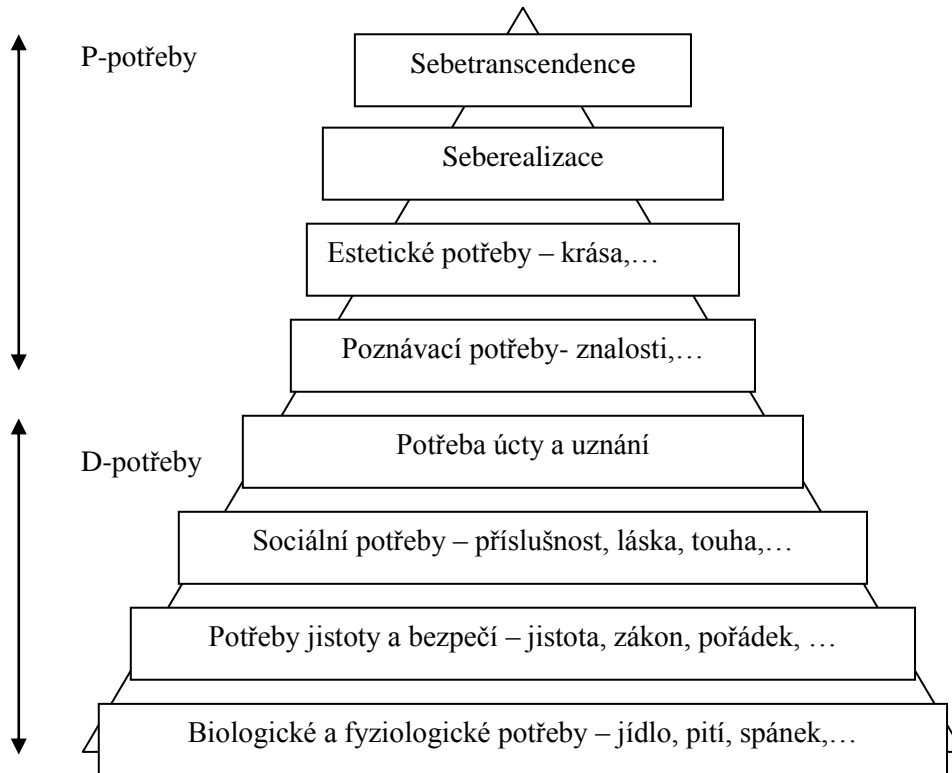 P-potřeby
Sebetranscendence
Seberealizace
Estetické potřeby – krása,…
Poznávací potřeby- znalosti,…
Potřeba úcty a uznání
D-potřeby
Sociální potřeby – příslušnost, láska, touha,…
Potřeby jistoty a bezpečí – jistota, zákon, pořádek, …
Biologické a fyziologické potřeby – jídlo, pití, spánek,…